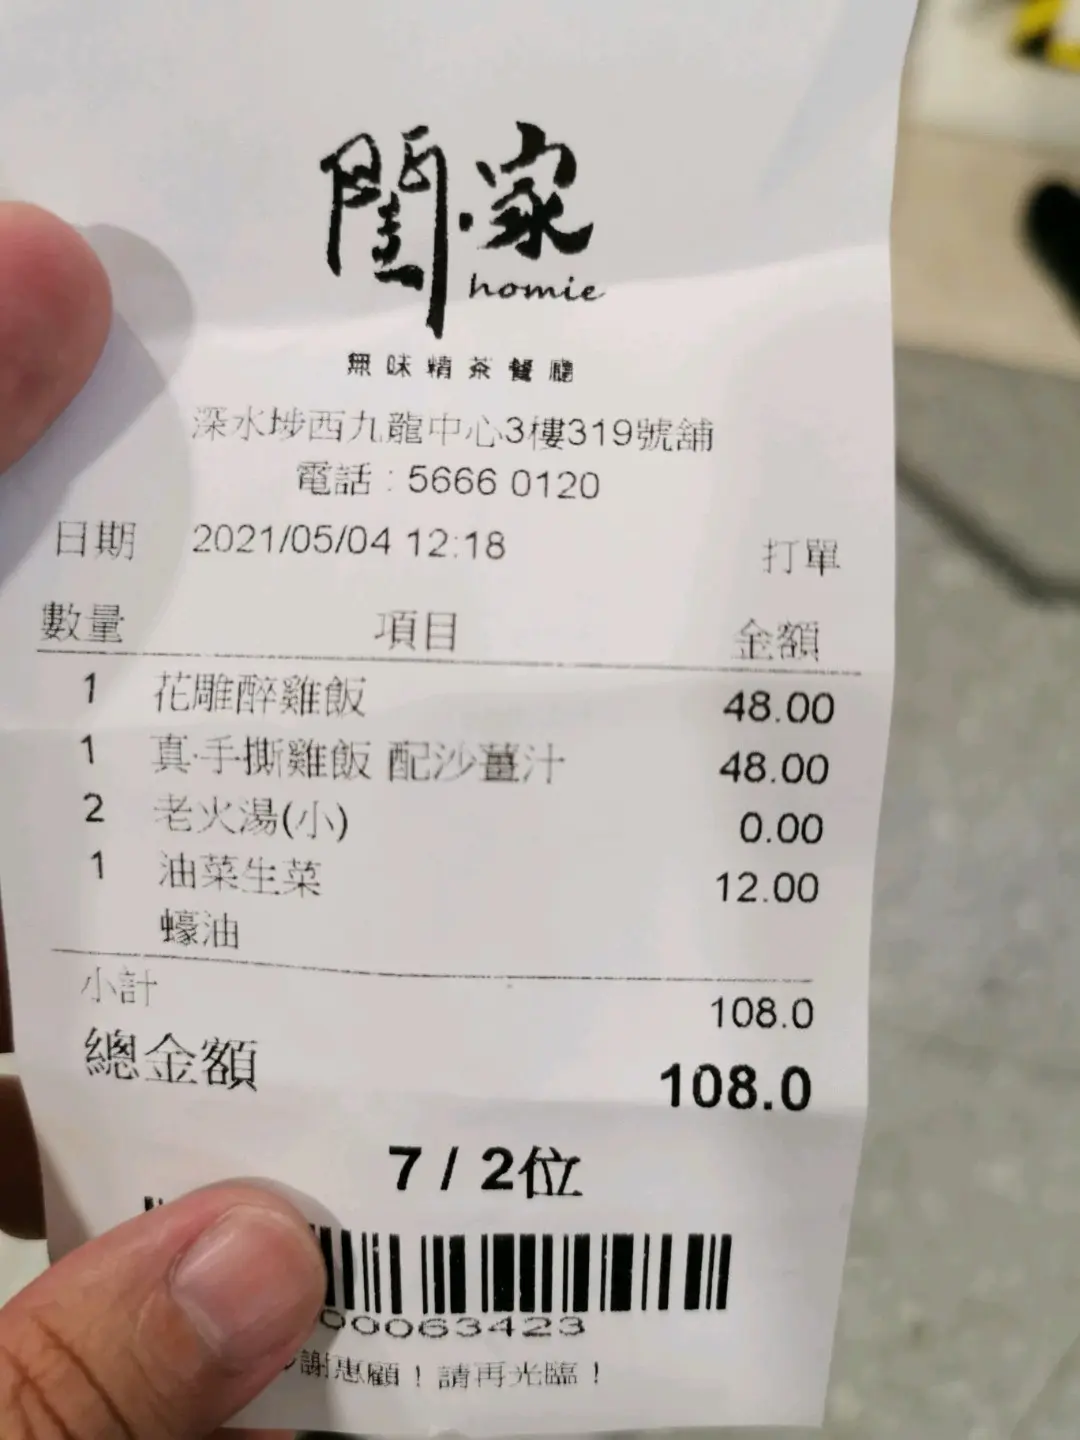 閨·家
homie
無味精茶餐廳
深水埗西九龍中心3樓319號舖
電話：5666 0120
日期 2021/05/04 12:18 打單
數量 項目 金額
1 花雕醉雞飯 48.00
1 真·手撕雞飯 配沙薑汁 48.00
2 老火湯(小) 0.00
1 油菜生菜 12.00
蠔油
小計 108.0
總金額 108.0
7 / 2位
00063423
謝惠顧！請再光臨！